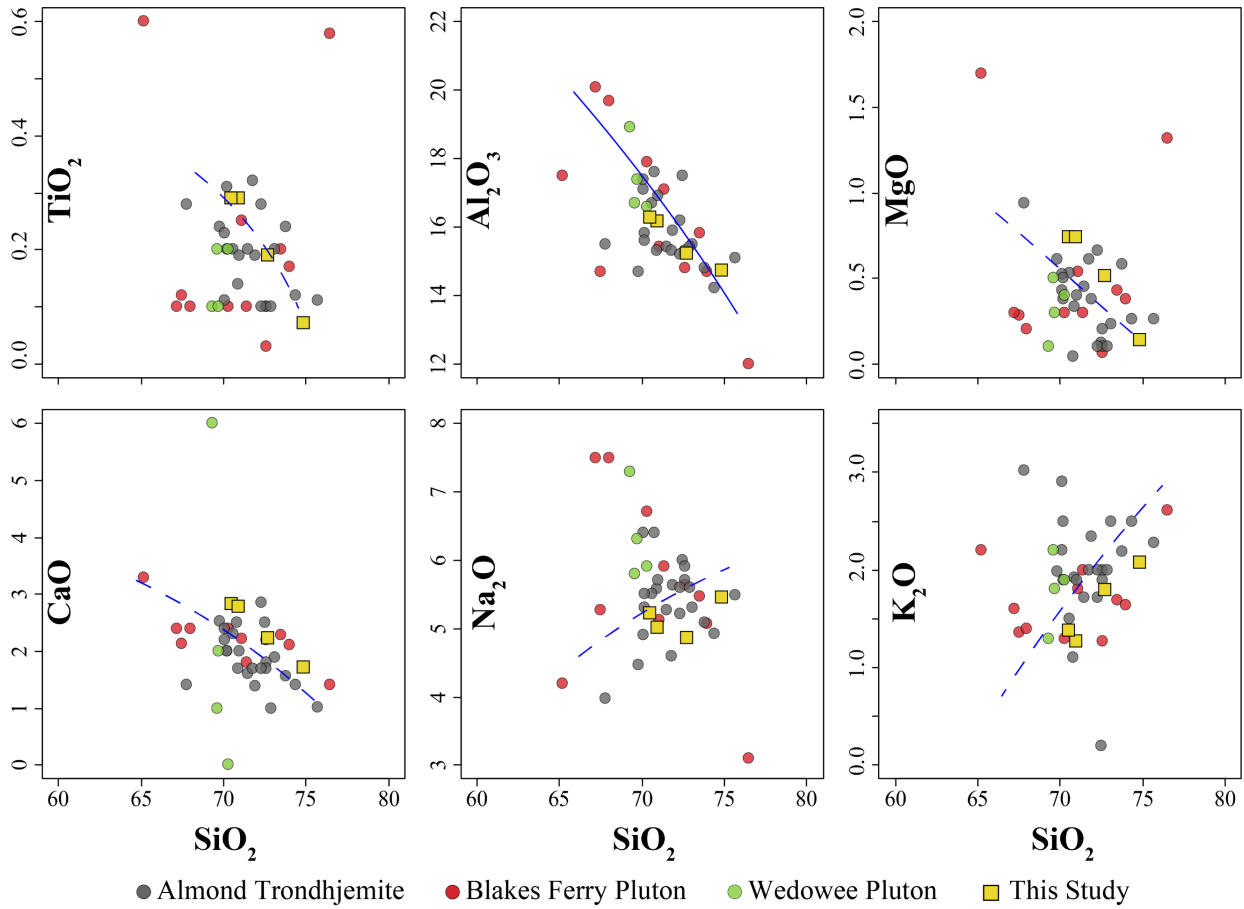 0.0 0.2 0.4 0.6
TiO2
12 14 16 18 20 22
Al2O3
0.0 0.5 1.0 1.5 2.0
MgO
0 1 2 3 4 5 6
CaO
60 65 70 75 80
SiO2
3 4 5 6 7 8
Na2O
60 65 70 75 80
SiO2
0.0 1.0 2.0 3.0
K2O
60 65 70 75 80
SiO2
Almond Trondhjemite Blakes Ferry Pluton Wedowee Pluton This Study